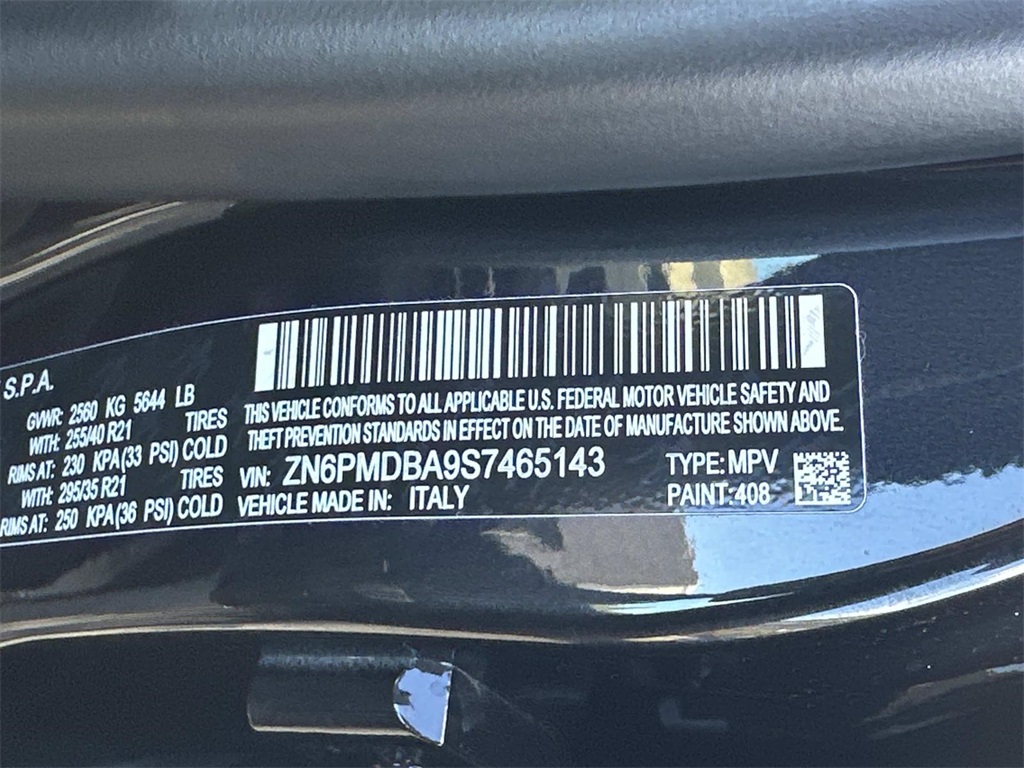 S.P.A.
GVWR: 2560 KG 5644 LB
WITH: 255/40 R21 TIRES
RIMS AT: 230 KPA(33 PSI) COLD
WITH: 295/35 R21 TIRES
RIMS AT: 250 KPA(36 PSI) COLD
THIS VEHICLE CONFORMS TO ALL APPLICABLE U.S. FEDERAL MOTOR VEHICLE SAFETY AND
THEFT PREVENTION STANDARDS IN EFFECT ON THE DATE OF MANUFACTURE SHOWN ABOVE.
VIN: ZN6PMDBA9S7465143 TYPE: MPV
VEHICLE MADE IN: ITALY PAINT: 408